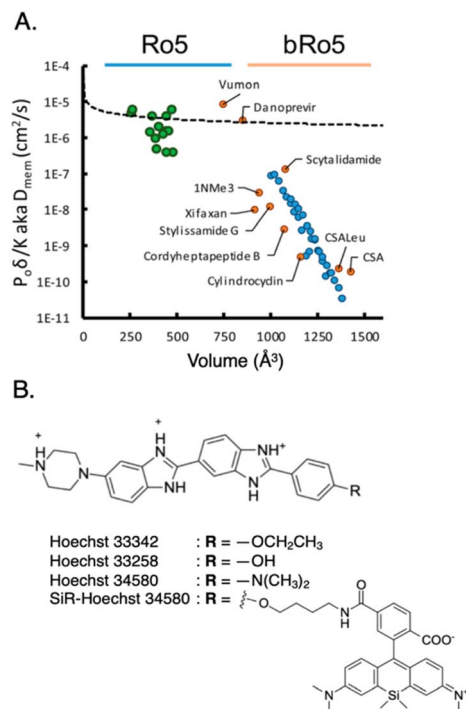 A.
Ro5 bRo5
1E-4
1E-5
1E-6
1E-7
1E-8
1E-9
1E-10
1E-11
P₀δ/K aka Dₘₑₘ (cm²/s)
Vumon
Danoprevir
Scytalidamide
1NMe3
Xifaxan
Stylissamide G
Cordyheptapeptide B
CSALeu
CSA
Cylindrocydin
0 250 500 750 1000 1250 1500
Volume (Å³)
B.
+
H
N
N
+
H
N
N
H
NH⁺
N
H
R
Hoechst 33342 : R = —OCH₂CH₃
Hoechst 33258 : R = —OH
Hoechst 34580 : R = —N(CH₃)₂
SiR-Hoechst 34580 : R =
O
N
H
O
COO⁻
N
Si
N⁺